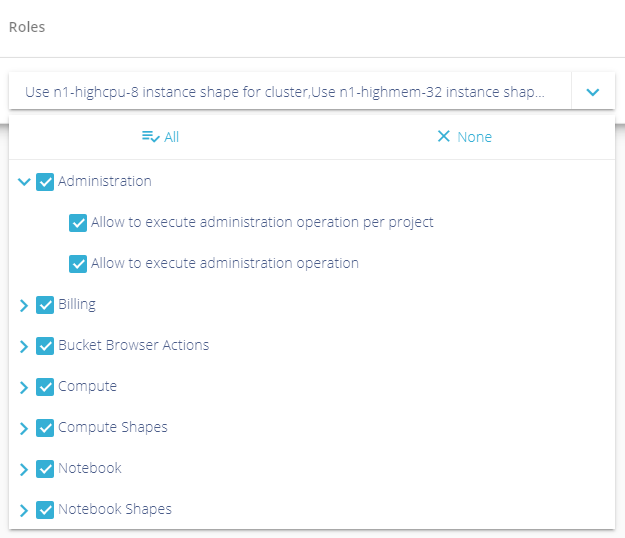 Roles
Use n1-highcpu-8 instance shape for cluster,Use n1-highmem-32 instance shap...
All None
Administration
Allow to execute administration operation per project
Allow to execute administration operation
Billing
Bucket Browser Actions
Compute
Compute Shapes
Notebook
Notebook Shapes